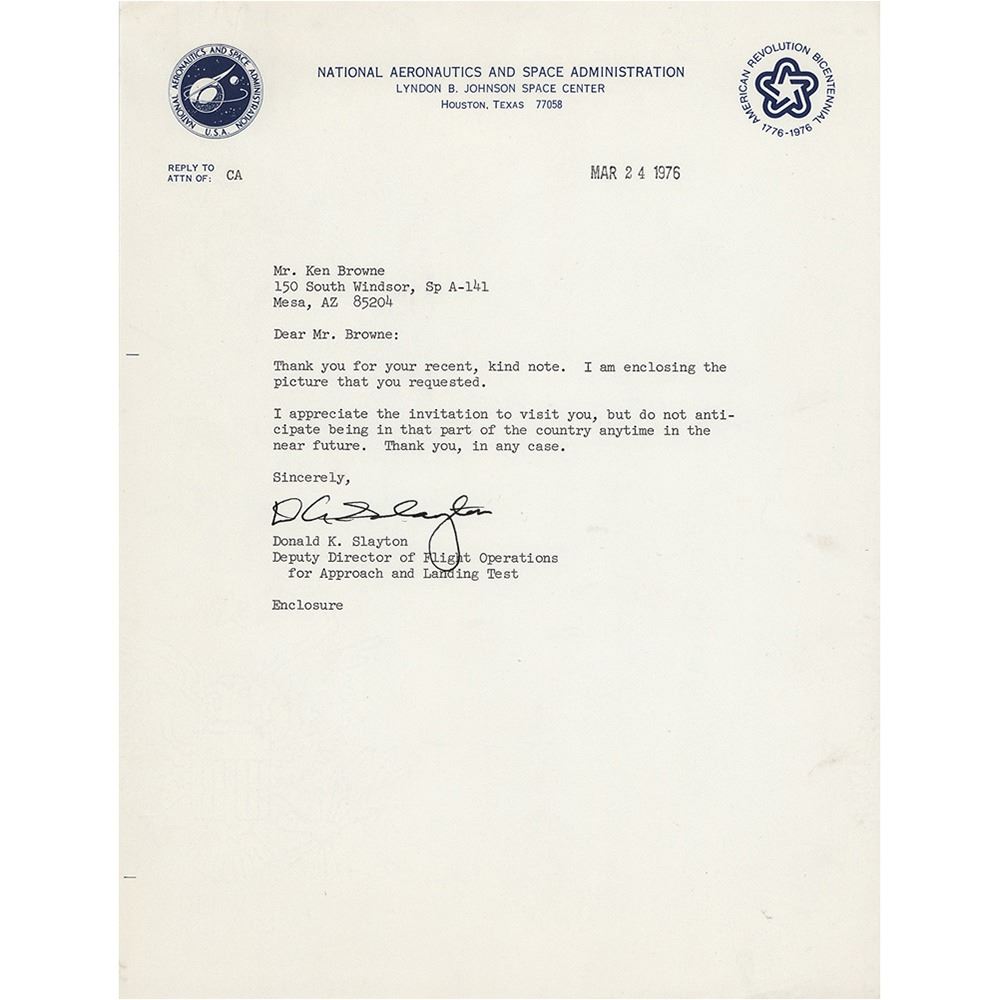 NATIONAL AERONAUTICS AND SPACE ADMINISTRATION
U.S.A.
NATIONAL AERONAUTICS AND SPACE ADMINISTRATION
LYNDON B. JOHNSON SPACE CENTER
HOUSTON, TEXAS 77058
AMERICAN REVOLUTION BICENTENNIAL
1776-1976
REPLY TO
ATTN OF: CA
MAR 24 1976
Mr. Ken Browne
150 South Windsor, Sp A-141
Mesa, AZ 85204
Dear Mr. Browne:
Thank you for your recent, kind note. I am enclosing the
picture that you requested.
I appreciate the invitation to visit you, but do not anti-
cipate being in that part of the country anytime in the
near future. Thank you, in any case.
Sincerely,
D K Slayton
Donald K. Slayton
Deputy Director of Flight Operations
for Approach and Landing Test
Enclosure